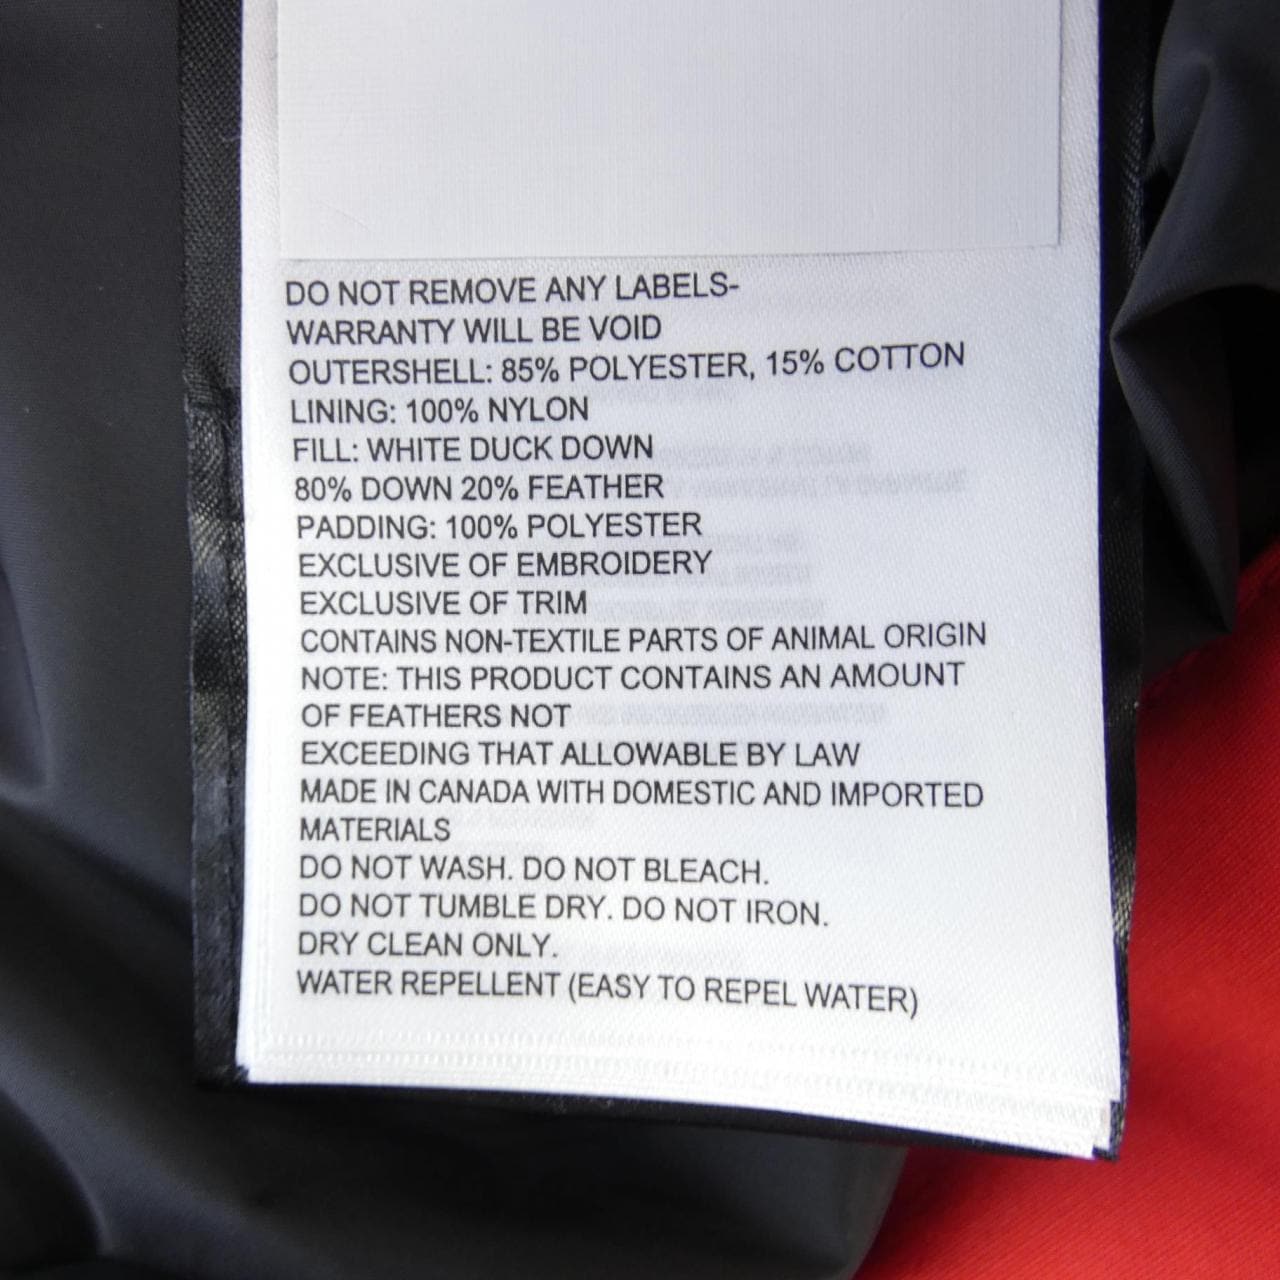 DO NOT REMOVE ANY LABELS-
WARRANTY WILL BE VOID
OUTERSHELL: 85% POLYESTER, 15% COTTON
LINING: 100% NYLON
FILL: WHITE DUCK DOWN
80% DOWN 20% FEATHER
PADDING: 100% POLYESTER
EXCLUSIVE OF EMBROIDERY
EXCLUSIVE OF TRIM
CONTAINS NON-TEXTILE PARTS OF ANIMAL ORIGIN
NOTE: THIS PRODUCT CONTAINS AN AMOUNT
OF FEATHERS NOT
EXCEEDING THAT ALLOWABLE BY LAW
MADE IN CANADA WITH DOMESTIC AND IMPORTED
MATERIALS
DO NOT WASH. DO NOT BLEACH.
DO NOT TUMBLE DRY. DO NOT IRON.
DRY CLEAN ONLY.
WATER REPELLENT (EASY TO REPEL WATER)